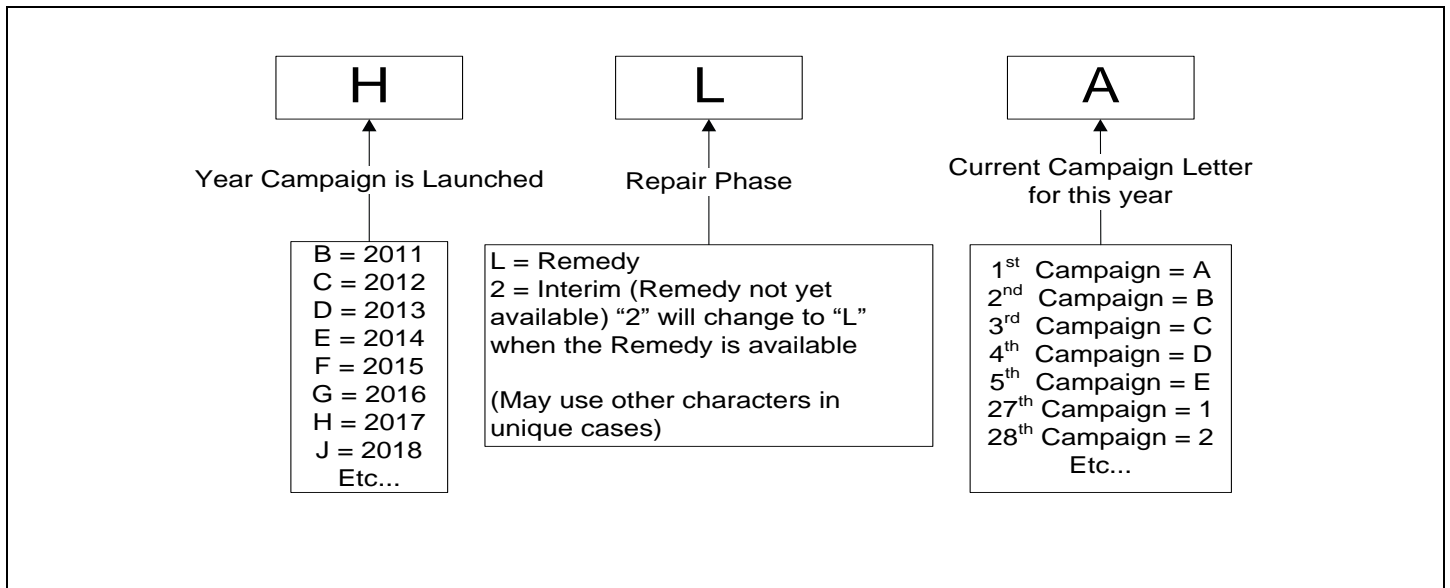 H
L
A
Year Campaign is Launched
Repair Phase
Current Campaign Letter
for this year
B = 2011
C = 2012
D = 2013
E = 2014
F = 2015
G = 2016
H = 2017
J = 2018
Etc...
L = Remedy
2 = Interim (Remedy not yet
available) “2” will change to “L”
when the Remedy is available
(May use other characters in
unique cases)
1st Campaign = A
2nd Campaign = B
3rd Campaign = C
4th Campaign = D
5th Campaign = E
27th Campaign = 1
28th Campaign = 2
Etc...